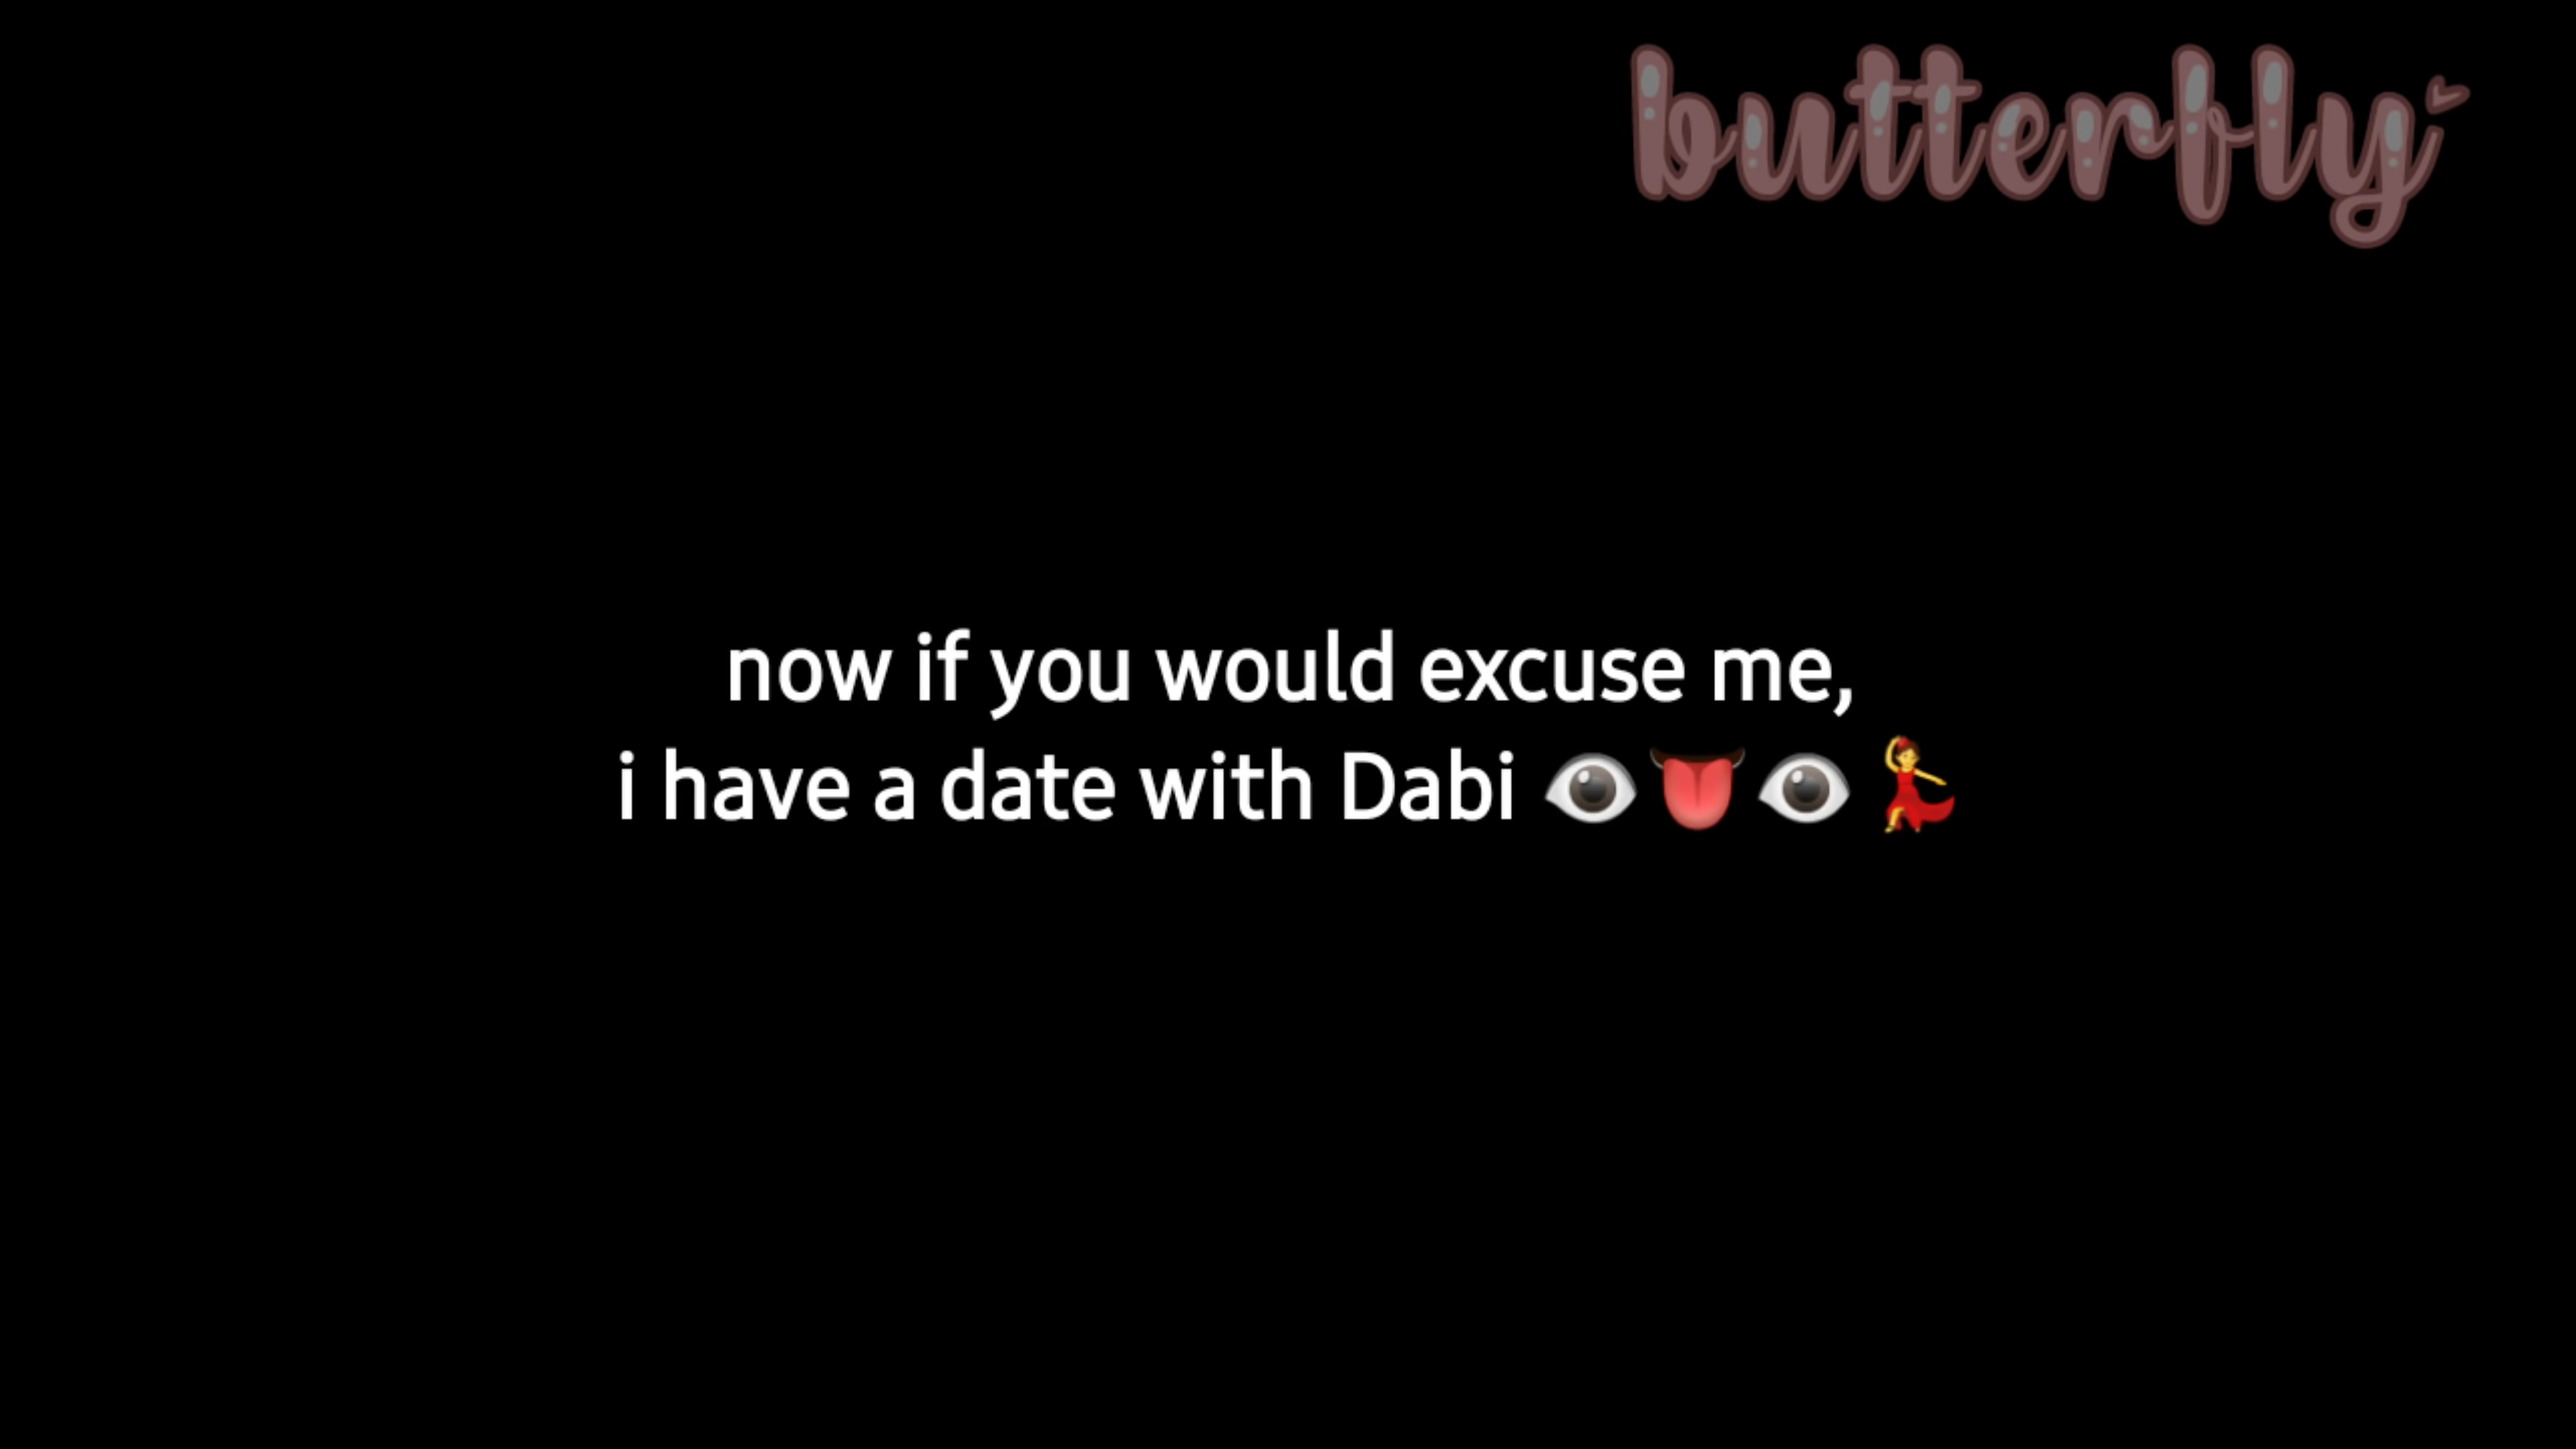 butterfly
now if you would excuse me,
i have a date with Dabi 👁👅👁💃